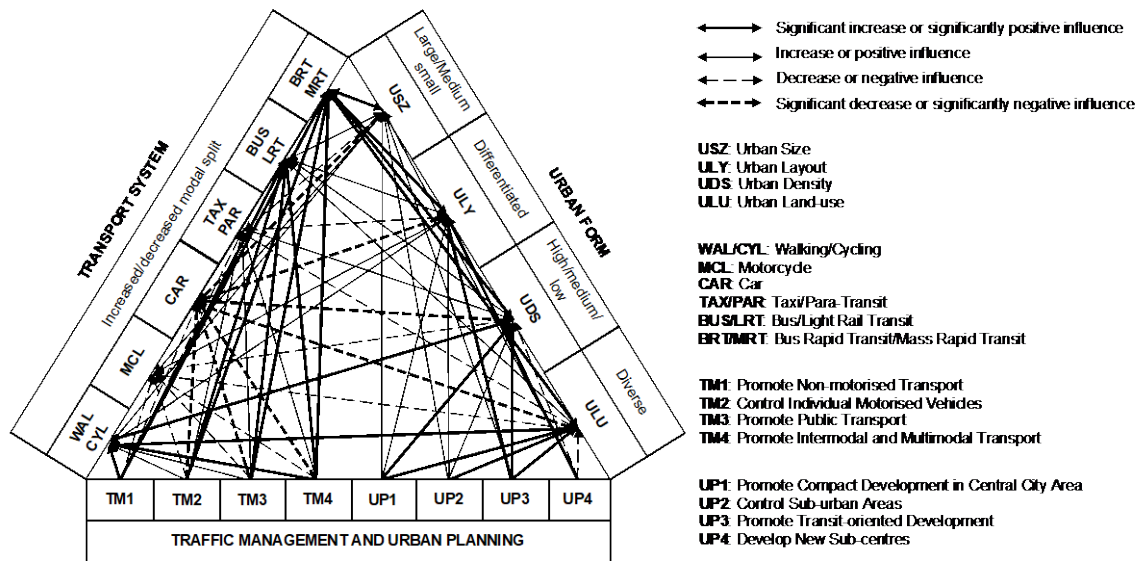 TRANSPORT SYSTEM
Increased/decreased modal split
BRT
MRT
BUS
LRT
TAX
PAR
CAR
MCL
WAL
CYL
URBAN FORM
Large/Medium
small
Differentiated
High/medium/
low
Diverse
USZ
ULY
UDS
ULU
TM1 TM2 TM3 TM4 UP1 UP2 UP3 UP4
TRAFFIC MANAGEMENT AND URBAN PLANNING
Significant increase or significantly positive influence
Increase or positive influence
Decrease or negative influence
Significant decrease or significantly negative influence
USZ: Urban Size
ULY: Urban Layout
UDS: Urban Density
ULU: Urban Land-use
WAL/CYL: Walking/Cycling
MCL: Motorcycle
CAR: Car
TAX/PAR: Taxi/Para-Transit
BUS/LRT: Bus/Light Rail Transit
BRT/MRT: Bus Rapid Transit/Mass Rapid Transit
TM1: Promote Non-motorised Transport
TM2: Control Individual Motorised Vehicles
TM3: Promote Public Transport
TM4: Promote Intermodal and Multimodal Transport
UP1: Promote Compact Development in Central City Area
UP2: Control Sub-urban Areas
UP3: Promote Transit-oriented Development
UP4: Develop New Sub-centres